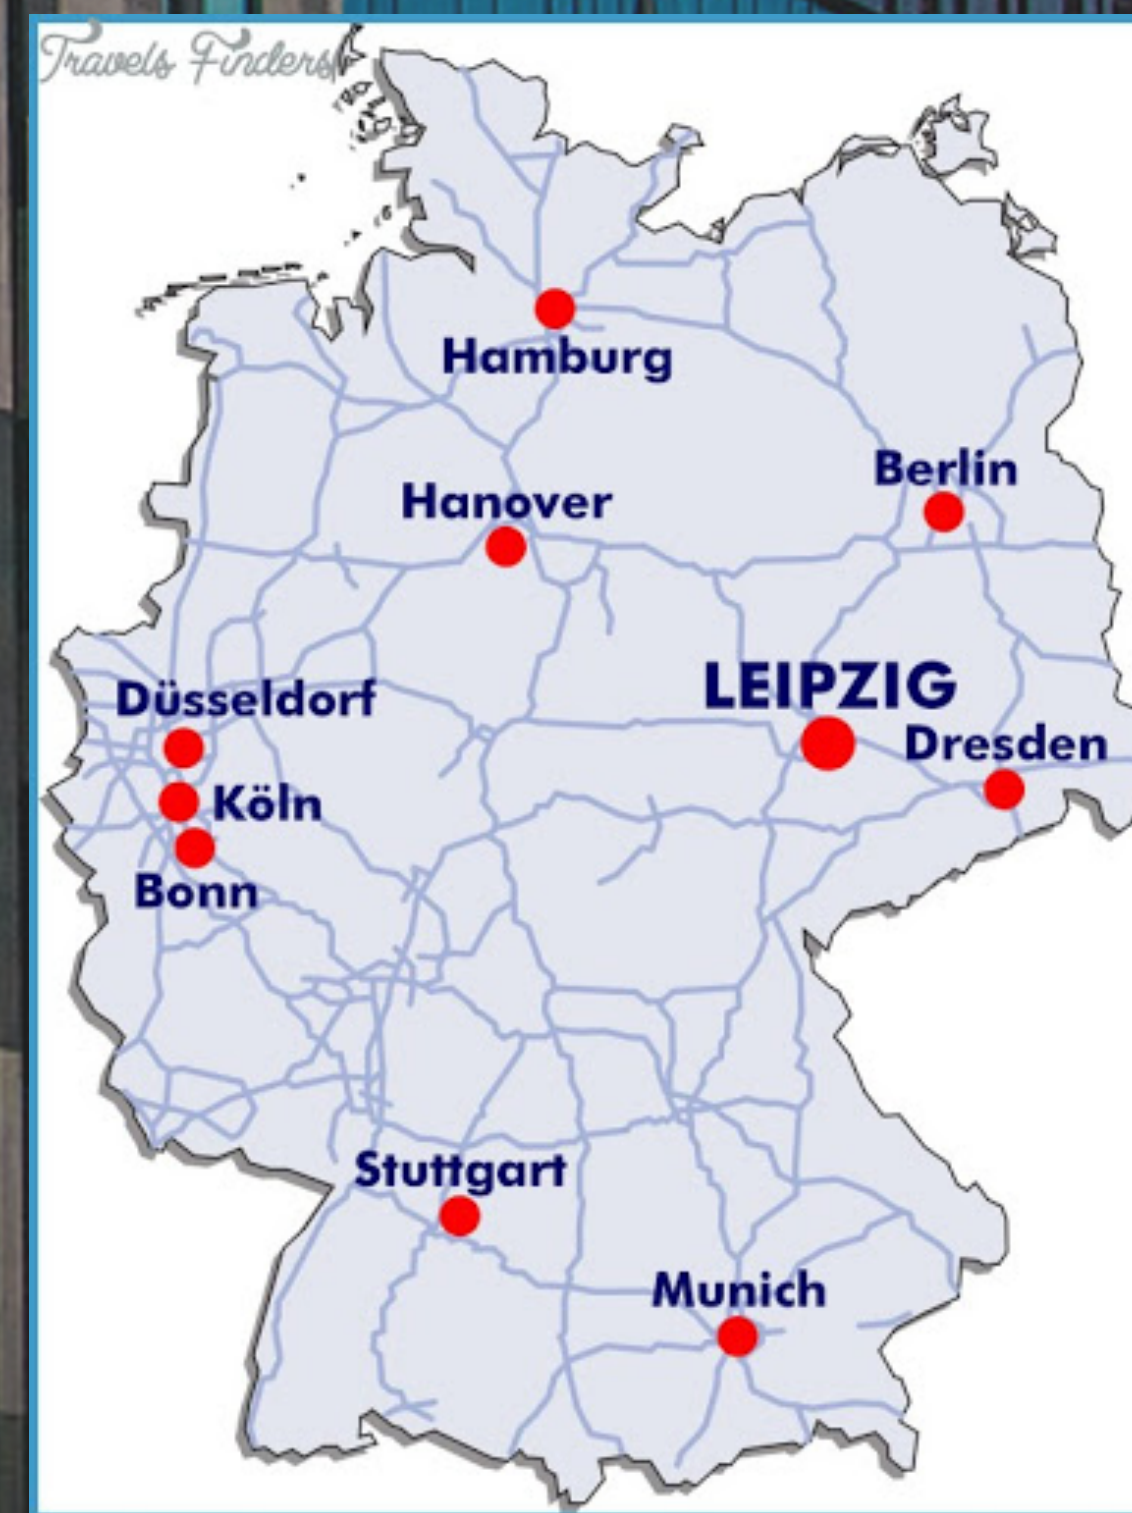 Travels Finders
Hamburg
Berlin
Hanover
LEIPZIG
Düsseldorf
Dresden
Köln
Bonn
Stuttgart
Munich